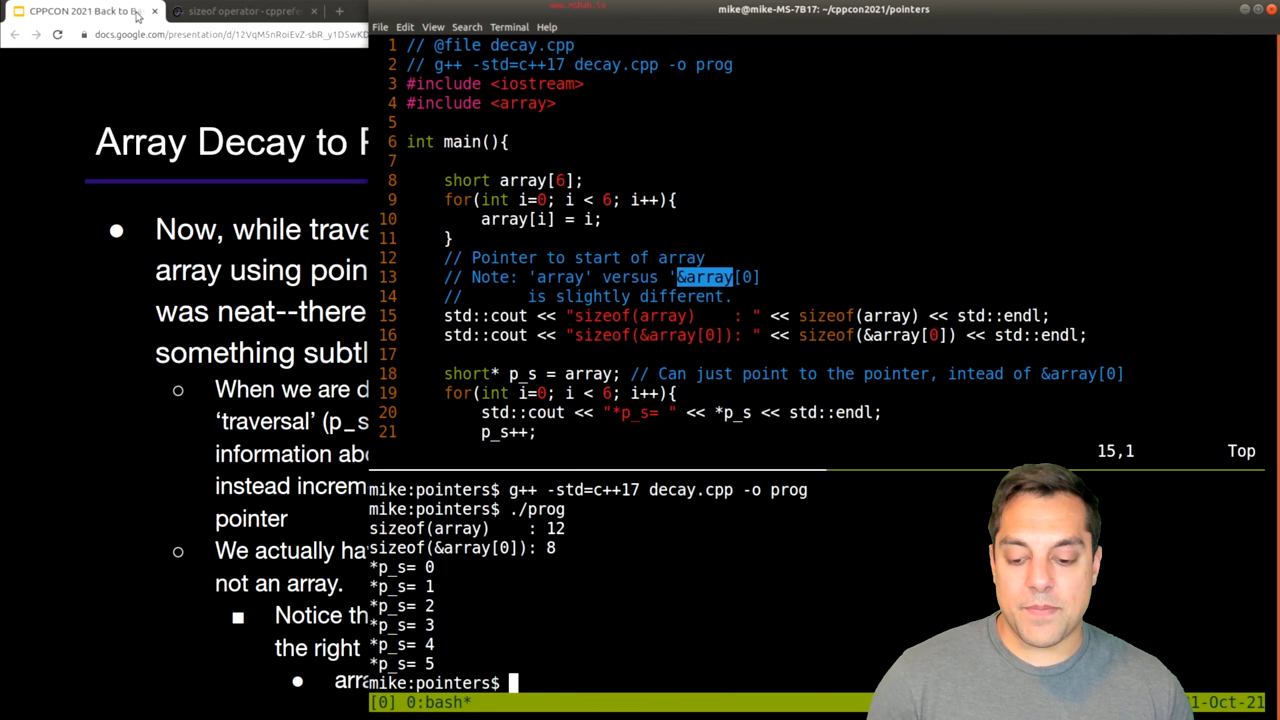 CPPCON 2021 Back to B
sizeof operator - cpprefe
docs.google.com/presentation/d/12VqM5nRoiEvZ-sbR_y1DSwKD
Array Decay to
Now, while trave
array using poin
was neat--there
something subtl
When we are d
'traversal' (p_s
information abo
instead increm
pointer
We actually ha
not an array.
Notice th
the right
arra
www.mshah.io
mike@mike-MS-7B17: ~/cppcon2021/pointers
File Edit View Search Terminal Help
1 // @file decay.cpp
2 // g++ -std=c++17 decay.cpp -o prog
3 #include <iostream>
4 #include <array>
5
6 int main(){
7
8 short array[6];
9 for(int i=0; i < 6; i++){
10 array[i] = i;
11 }
12 // Pointer to start of array
13 // Note: 'array' versus '&array[0]
14 // is slightly different.
15 std::cout << "sizeof(array) : " << sizeof(array) << std::endl;
16 std::cout << "sizeof(&array[0]): " << sizeof(&array[0]) << std::endl;
17
18 short* p_s = array; // Can just point to the pointer, intead of &array[0]
19 for(int i=0; i < 6; i++){
20 std::cout << "*p_s= " << *p_s << std::endl;
21 p_s++;
15,1 Top
mike:pointers$ g++ -std=c++17 decay.cpp -o prog
mike:pointers$ ./prog
sizeof(array) : 12
sizeof(&array[0]): 8
*p_s= 0
*p_s= 1
*p_s= 2
*p_s= 3
*p_s= 4
*p_s= 5
mike:pointers$
[0] 0:bash* 1-Oct-21